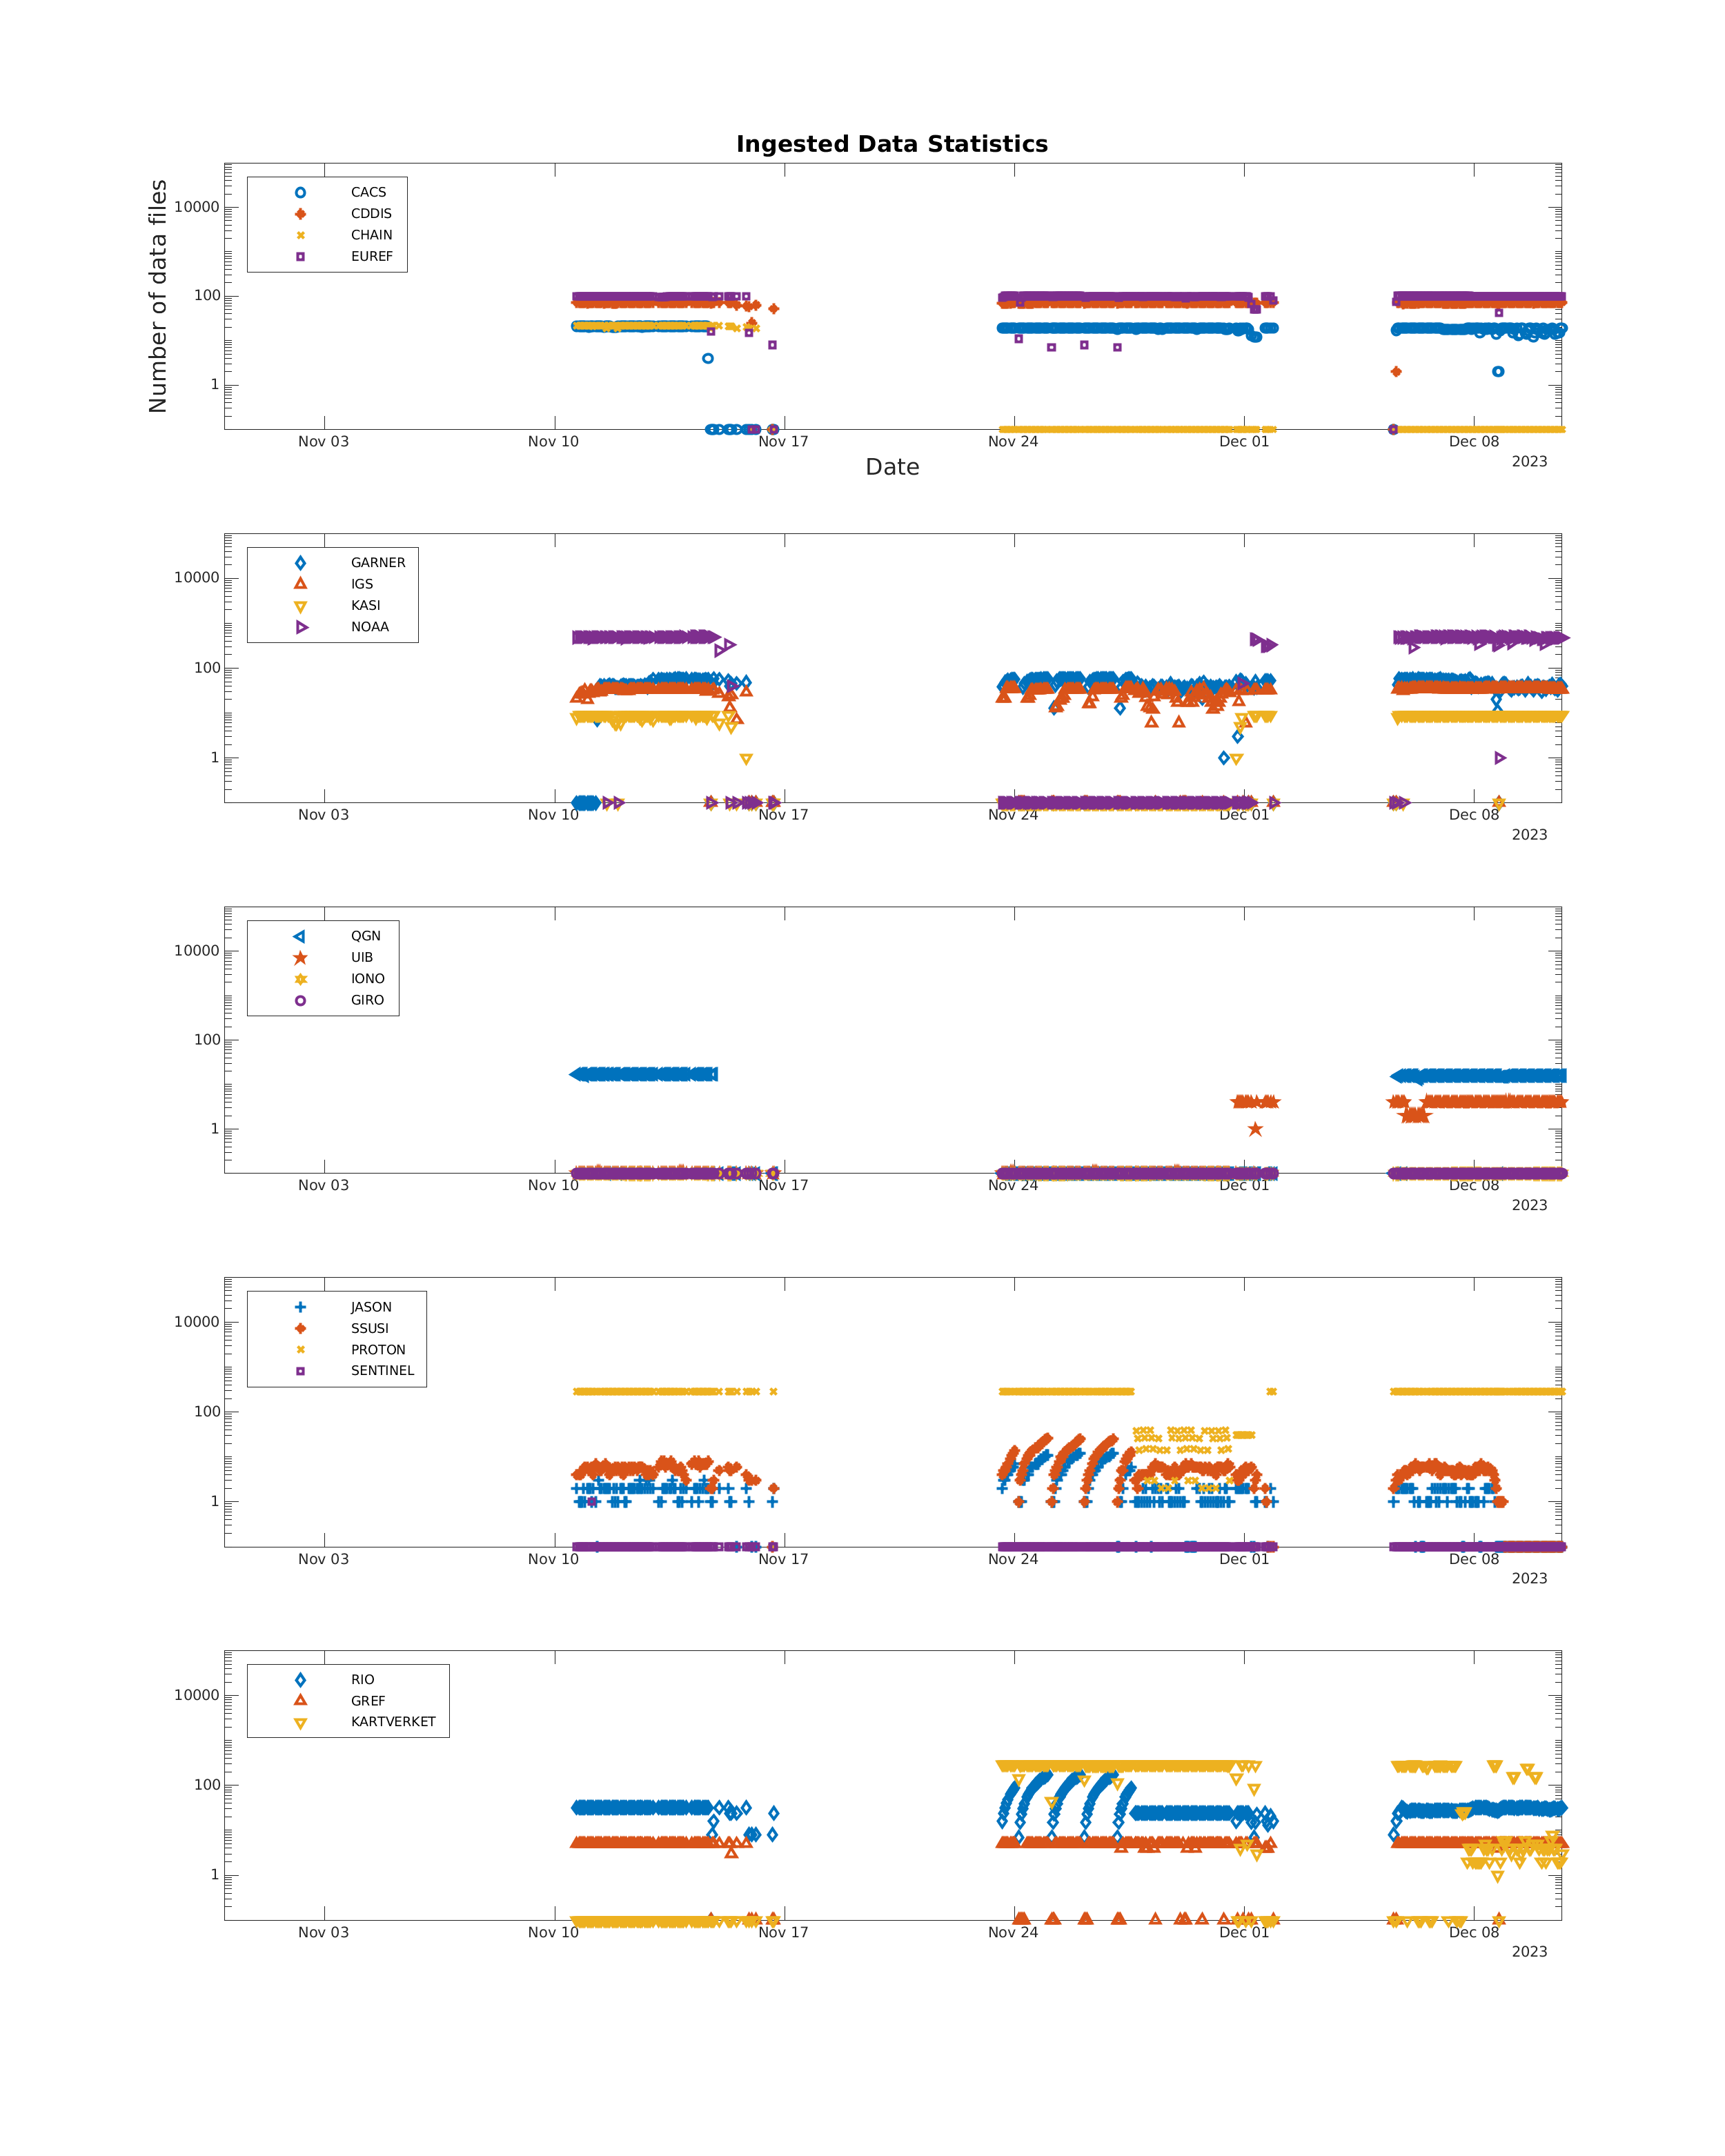 Ingested Data Statistics
Number of data files
10000
100
1
CACS
CDDIS
CHAIN
EUREF
Nov 03 Nov 10 Nov 17 Nov 24 Dec 01 Dec 08
2023
Date
10000
100
1
GARNER
IGS
KASI
NOAA
Nov 03 Nov 10 Nov 17 Nov 24 Dec 01 Dec 08
2023
10000
100
1
QGN
UIB
IONO
GIRO
Nov 03 Nov 10 Nov 17 Nov 24 Dec 01 Dec 08
2023
10000
100
1
JASON
SSUSI
PROTON
SENTINEL
Nov 03 Nov 10 Nov 17 Nov 24 Dec 01 Dec 08
2023
10000
100
1
RIO
GREF
KARTVERKET
Nov 03 Nov 10 Nov 17 Nov 24 Dec 01 Dec 08
2023